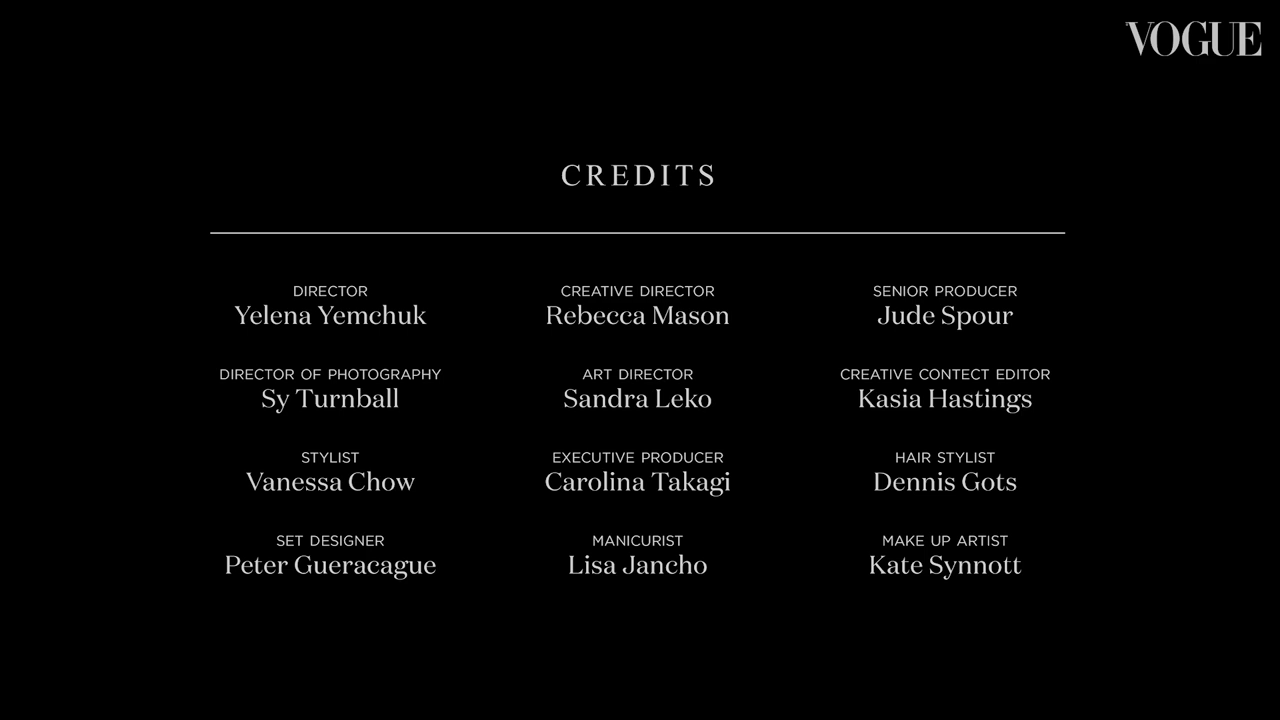 VOGUE
CREDITS
DIRECTOR
Yelena Yemchuk
CREATIVE DIRECTOR
Rebecca Mason
SENIOR PRODUCER
Jude Spour
DIRECTOR OF PHOTOGRAPHY
Sy Turnball
ART DIRECTOR
Sandra Leko
CREATIVE CONTECT EDITOR
Kasia Hastings
STYLIST
Vanessa Chow
EXECUTIVE PRODUCER
Carolina Takagi
HAIR STYLIST
Dennis Gots
SET DESIGNER
Peter Gueracague
MANICURIST
Lisa Jancho
MAKE UP ARTIST
Kate Synnott